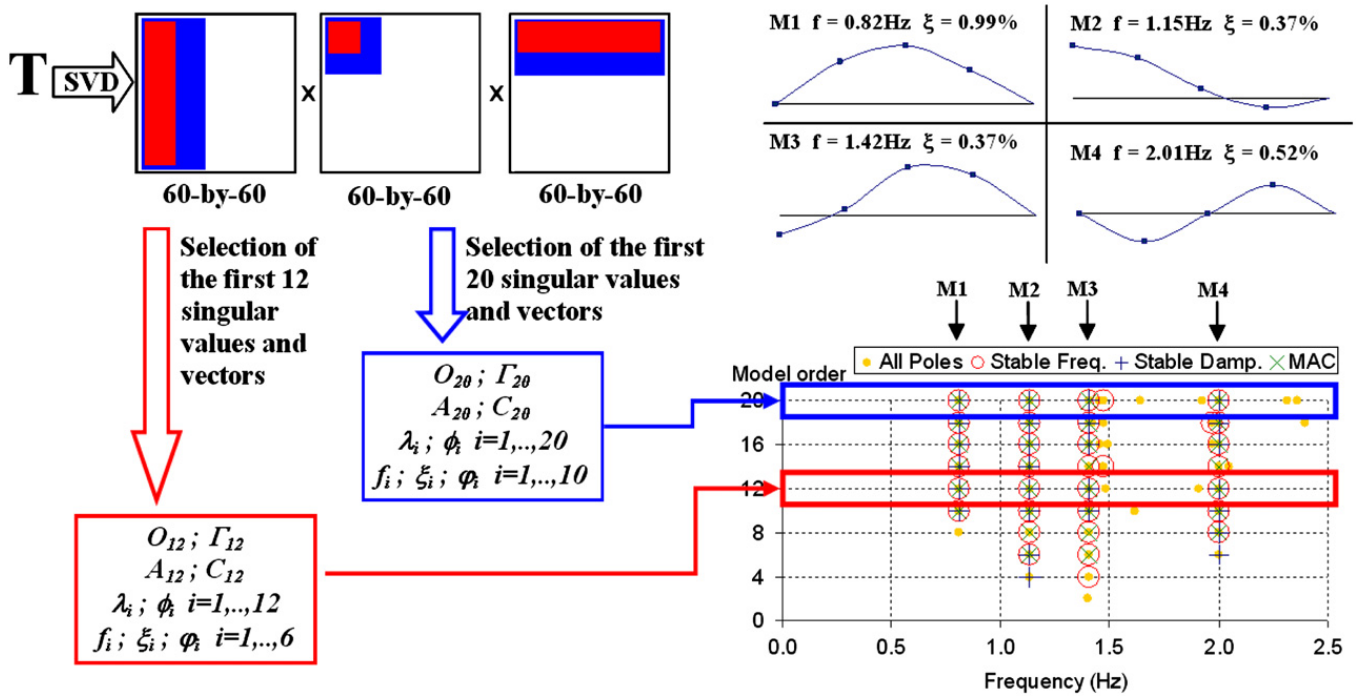 T
SVD
x
x
60-by-60
60-by-60
60-by-60
Selection of
the first 12
singular
values and
vectors
Selection of the first
20 singular values
and vectors
O20 ; Γ20
A20 ; C20
λi ; ϕi i=1,..,20
fi ; ξi ; φi i=1,..,10
O12 ; Γ12
A12 ; C12
λi ; ϕi i=1,..,12
fi ; ξi ; φi i=1,..,6
M1 f = 0.82Hz ξ = 0.99%
M2 f = 1.15Hz ξ = 0.37%
M3 f = 1.42Hz ξ = 0.37%
M4 f = 2.01Hz ξ = 0.52%
M1
M2
M3
M4
All Poles
Stable Freq.
Stable Damp.
MAC
Model order
20
16
12
8
4
0
0.0
0.5
1.0
1.5
2.0
2.5
Frequency (Hz)